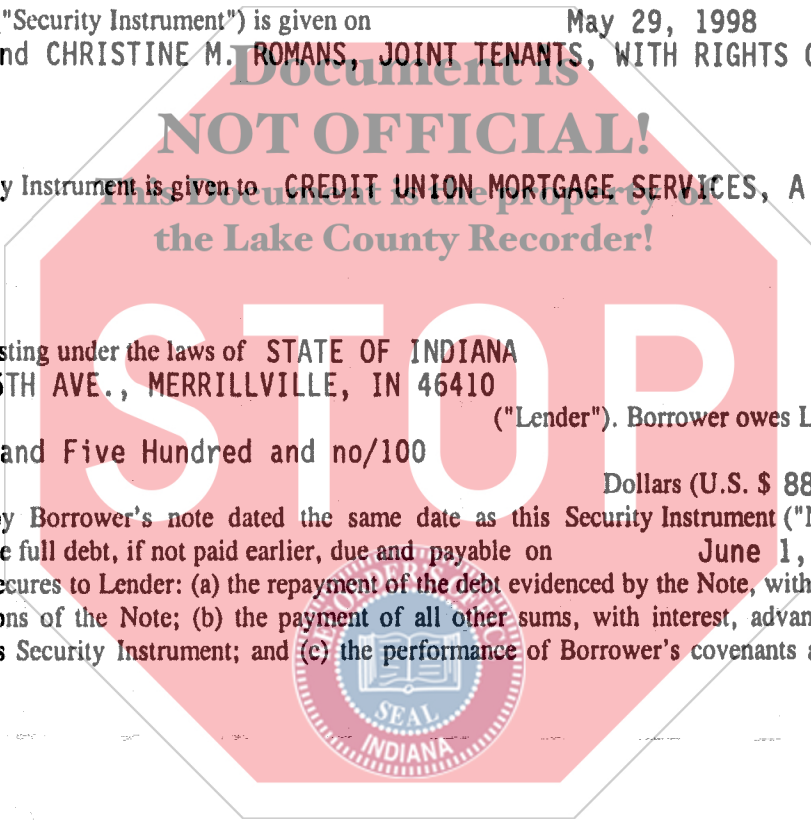 "Security Instrument") is given on May 29, 1998
nd CHRISTINE M. ROMANS, JOINT TENANTS, WITH RIGHTS
Document is
NOT OFFICIAL!
y Instrument is given to CREDIT UNION MORTGAGE SERVICES, A
This Document is the property of
the Lake County Recorder!
sting under the laws of STATE OF INDIANA
5TH AVE., MERRILLVILLE, IN 46410
("Lender"). Borrower owes L
and Five Hundred and no/100
Dollars (U.S. $ 88
STOP
y Borrower's note dated the same date as this Security Instrument ("
e full debt, if not paid earlier, due and payable on June 1,
ecures to Lender: (a) the repayment of the debt evidenced by the Note, with
ons of the Note; (b) the payment of all other sums, with interest, advan
s Security Instrument; and (c) the performance of Borrower's covenants a
RECORDER'S OFFICE
SEAL
INDIANA